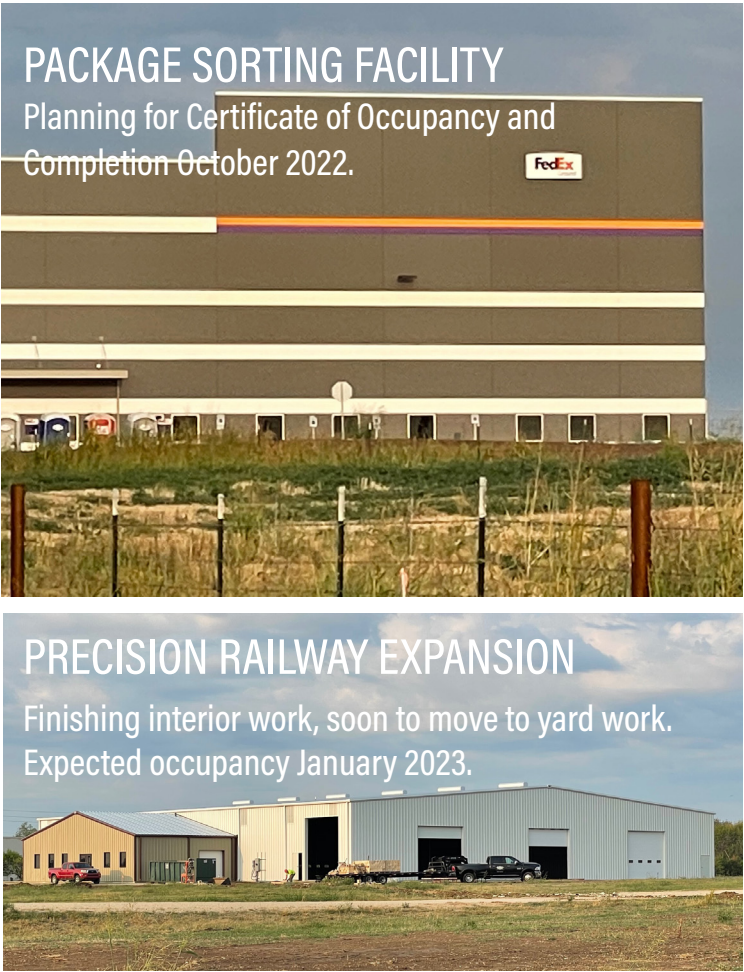 PACKAGE SORTING FACILITY
Planning for Certificate of Occupancy and
Completion October 2022.
FedEx
Ground
PRECISION RAILWAY EXPANSION
Finishing interior work, soon to move to yard work.
Expected occupancy January 2023.